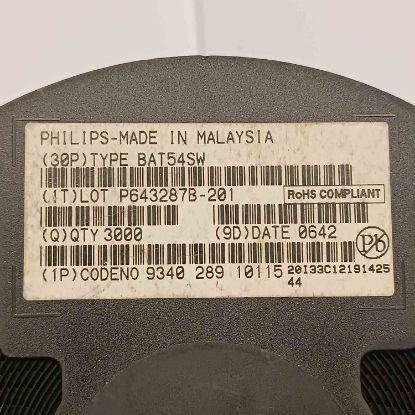 PHILIPS-MADE IN MALAYSIA
(30P)TYPE BAT54SW
(1T)LOT P643287B-201 RoHS COMPLIANT
(Q)QTY 3000 (9D)DATE 0642
(1P)CODENO 9340 289 10115 20I33C12191425
44